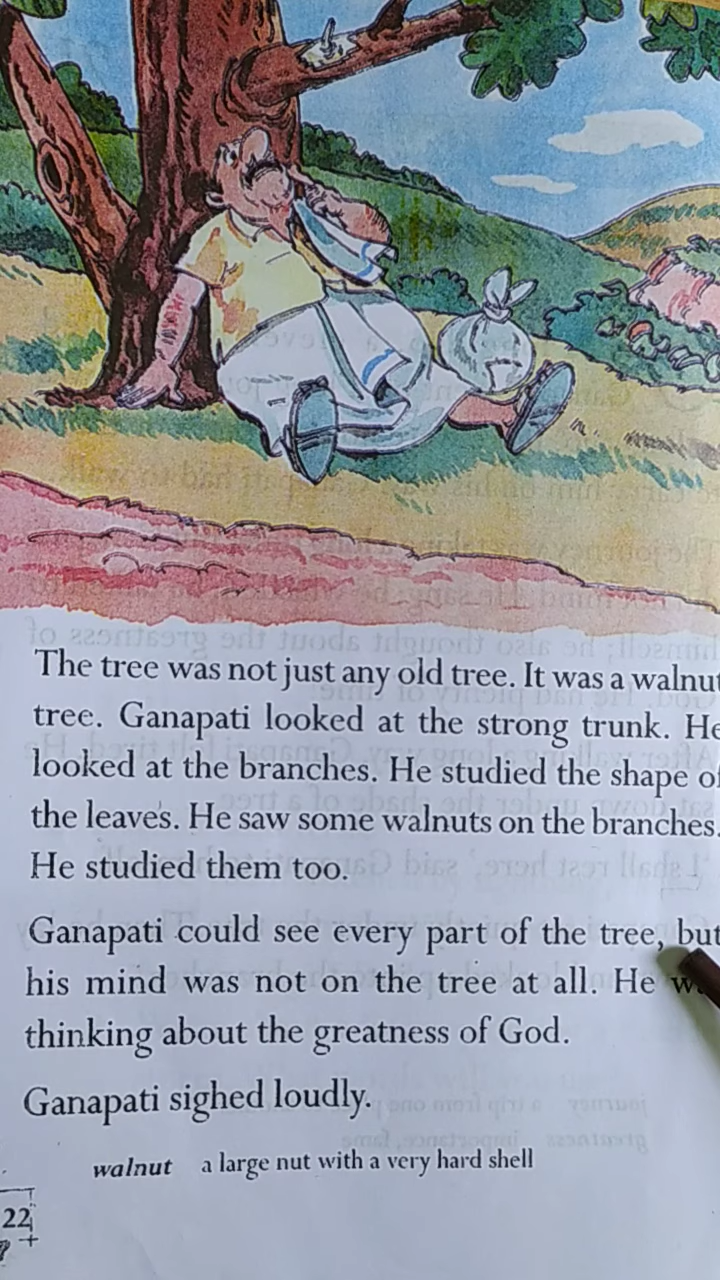 The tree was not just any old tree. It was a walnut
tree. Ganapati looked at the strong trunk. He
looked at the branches. He studied the shape of
the leaves. He saw some walnuts on the branches.
He studied them too.
Ganapati could see every part of the tree, but
his mind was not on the tree at all. He
thinking about the greatness of God.
Ganapati sighed loudly.
walnut a large nut with a very hard shell
22